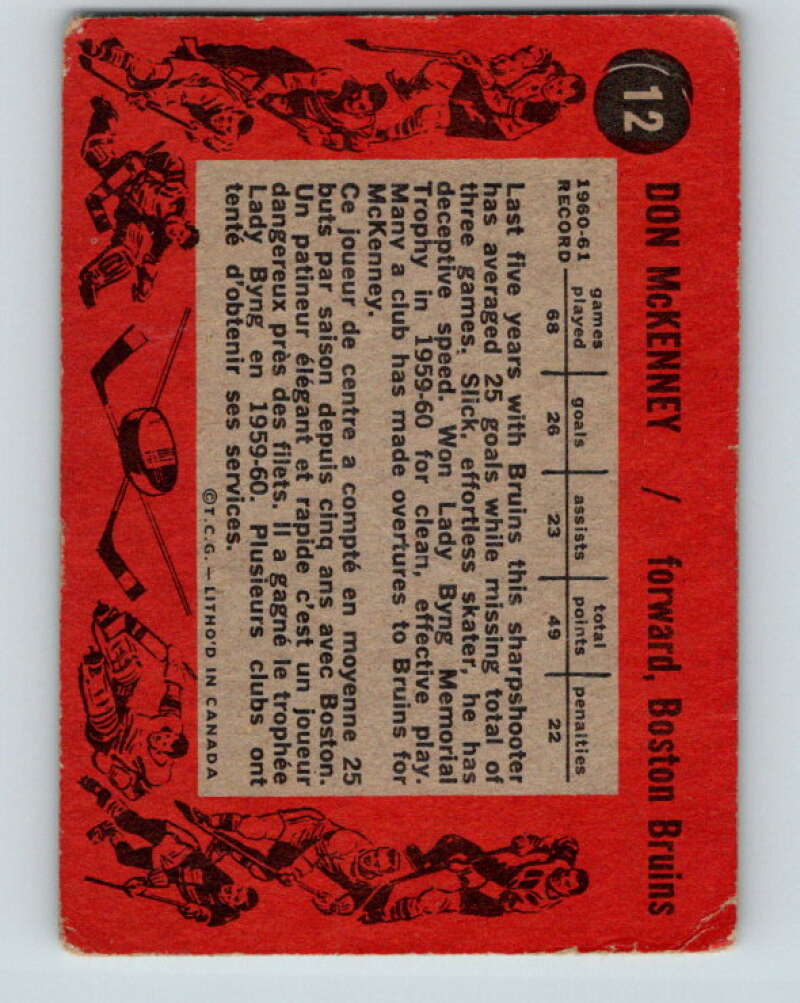 12
DON McKENNEY / forward, Boston Bruins
games played goals assists total points penalties
1960-61 RECORD 68 26 23 49 22
Last five years with Bruins this sharpshooter
has averaged 25 goals while missing total of
three games. Slick, effortless skater, he has
deceptive speed. Won Lady Byng Memorial
Trophy in 1959-60 for clean, effective play.
Many a club has made overtures to Bruins for
McKenney.
Ce joueur de centre a compté en moyenne 25
buts par saison depuis cinq ans avec Boston.
Un patineur élégant et rapide c'est un joueur
dangereux près des filets. Il a gagné le trophée
Lady Byng en 1959-60. Plusieurs clubs ont
tenté d'obtenir ses services.
©T.C.G. — LITHO'D IN CANADA